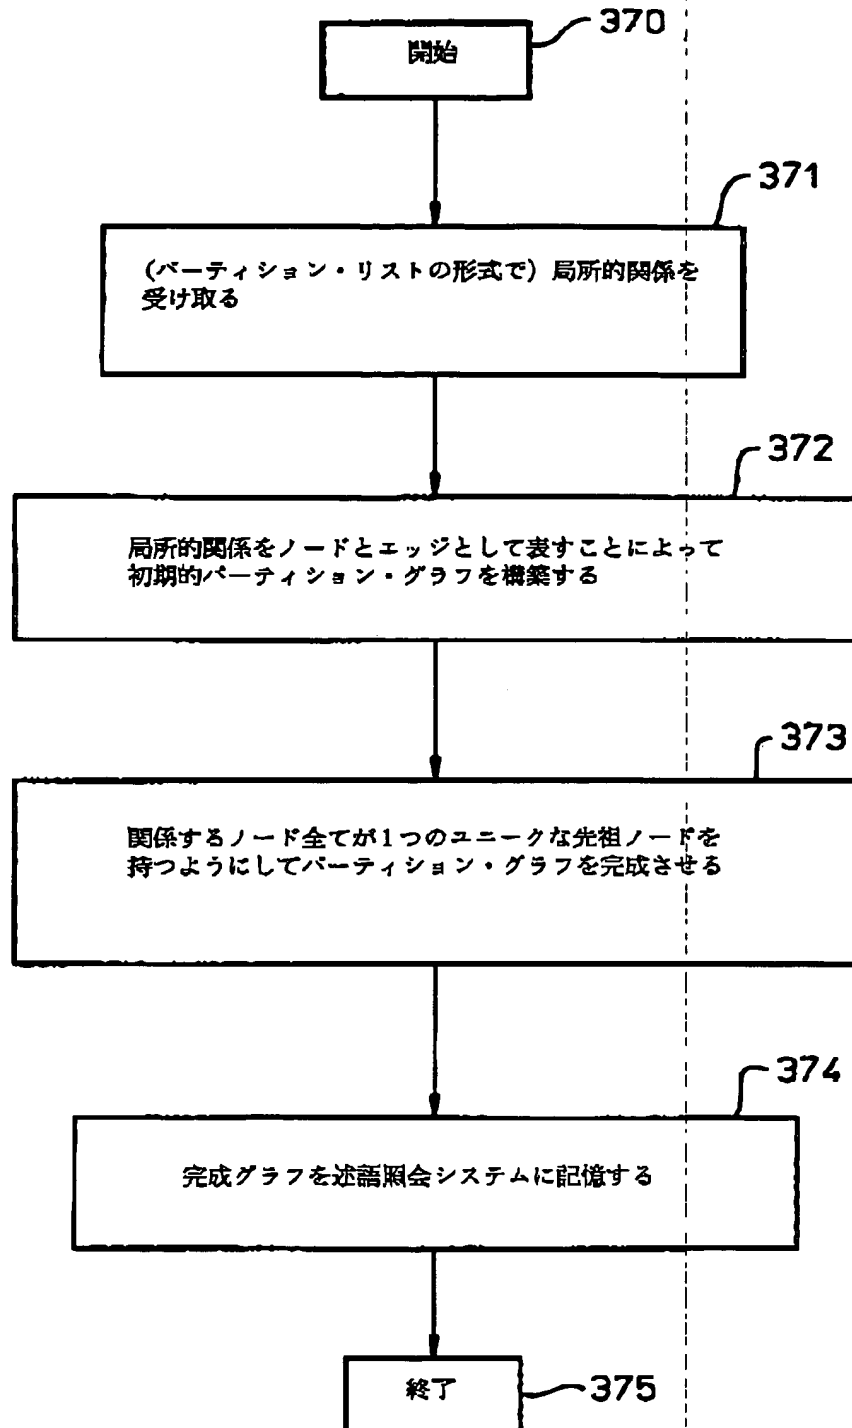 370
開始
371
(パーティション・リストの形式で) 局所的関係を
受け取る
372
局所的関係をノードとエッジとして表すことによって
初期的パーティション・グラフを構築する
373
関係するノード全てが1つのユニークな先祖ノードを
持つようにしてパーティション・グラフを完成させる
374
完成グラフを述語照会システムに記憶する
終了
375